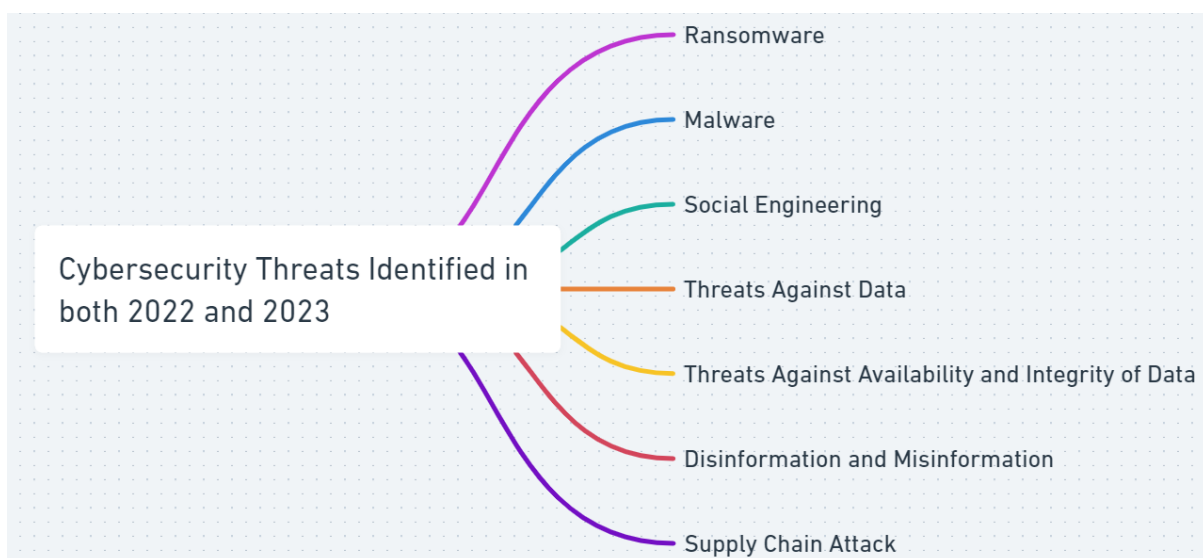 Ransomware
Malware
Social Engineering
Cybersecurity Threats Identified in
both 2022 and 2023
Threats Against Data
Threats Against Availability and Integrity of Data
Disinformation and Misinformation
Supply Chain Attack